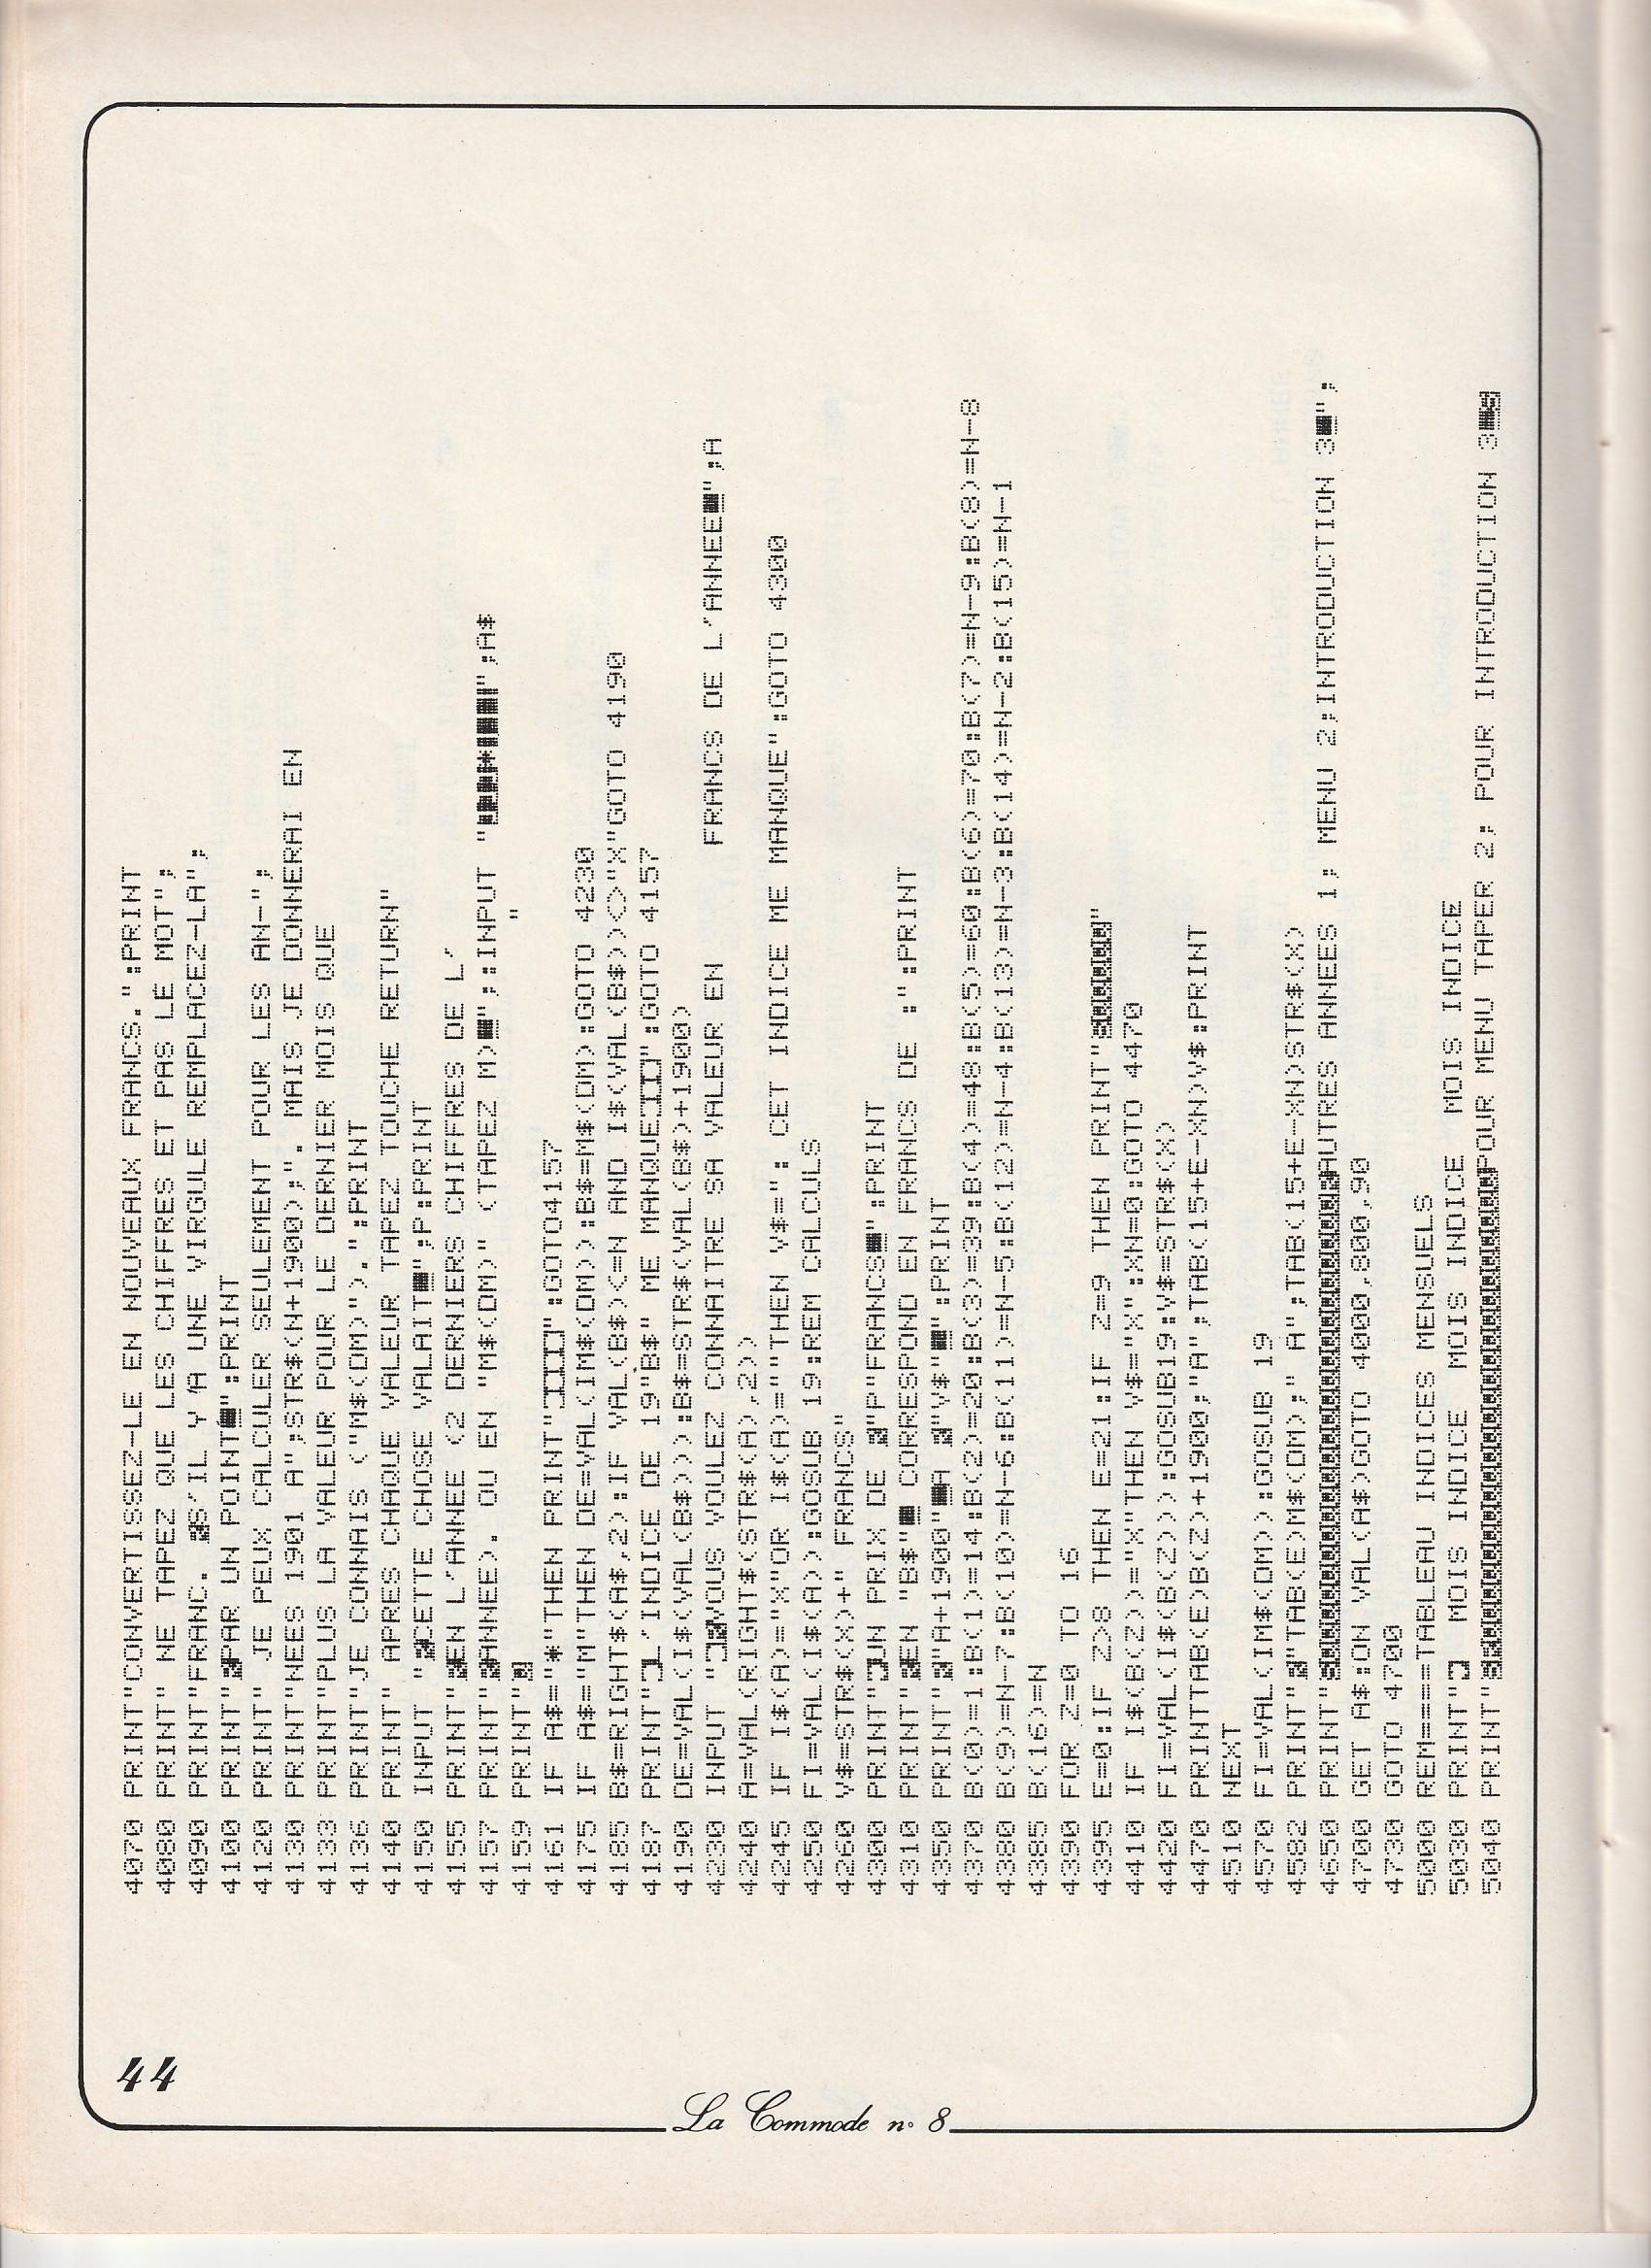 4070 PRINT"CONVERTISSEZ-LE EN NOUVEAUX FRANCS.":PRINT
4080 PRINT" NE TAPEZ QUE LES CHIFFRES ET PAS LE MOT";
4090 PRINT"FRANC. S'IL Y'A UNE VIRGULE REMPLACEZ-LA";
4100 PRINT"PAR UN POINT":PRINT
4120 PRINT" JE PEUX CALCULER SEULEMENT POUR LES AN-";
4130 PRINT"NEES 1901 A";STR$(N+1900);". MAIS JE DONNERAI EN
4133 PRINT"PLUS LA VALEUR POUR LE DERNIER MOIS QUE
4136 PRINT"JE CONNAIS ("M$(DM)").":PRINT
4140 PRINT" APRES CHAQUE VALEUR TAPEZ TOUCHE RETURN"
4150 INPUT "CETTE CHOSE VALAIT";P:PRINT
4155 PRINT"EN L'ANNEE (2 DERNIERS CHIFFRES DE L'
4157 PRINT"ANNEE). OU EN "M$(DM)" (TAPEZ M)";:INPUT "";A$
4159 PRINT" "
4161 IF A$="*"THEN PRINT"":GOTO4157
4175 IF A$="M"THEN DE=VAL(IM$(DM)):B$=M$(DM):GOTO 4230
4185 B$=RIGHT$(A$,2):IF VAL(B$)<=N AND I$(VAL(B$))<>"X"GOTO 4190
4187 PRINT"L'INDICE DE 19"B$" ME MANQUE":GOTO 4157
4190 DE=VAL(I$(VAL(B$))):B$=STR$(VAL(B$)+1900)
4230 INPUT "VOUS VOULEZ CONNAITRE SA VALEUR EN FRANCS DE L'ANNEE";A
4240 A=VAL(RIGHT$(STR$(A),2))
4245 IF I$(A)="X"OR I$(A)=""THEN V$=": CET INDICE ME MANQUE":GOTO 4300
4250 FI=VAL(I$(A)):GOSUB 19:REM CALCULS
4260 V$=STR$(X)+" FRANCS"
4300 PRINT"UN PRIX DE "P"FRANCS":PRINT
4310 PRINT"EN "B$" CORRESPOND EN FRANCS DE :":PRINT
4350 PRINT""A+1900"A "V$"":PRINT
4370 B(0)=1:B(1)=14:B(2)=20:B(3)=39:B(4)=48:B(5)=60:B(6)=70:B(7)=N-9:B(8)=N-8
4380 B(9)=N-7:B(10)=N-6:B(11)=N-5:B(12)=N-4:B(13)=N-3:B(14)=N-2:B(15)=N-1
4385 B(16)=N
4390 FOR Z=0 TO 16
4395 E=0:IF Z>8 THEN E=21:IF Z=9 THEN PRINT""
4410 IF I$(B(Z))="X"THEN V$="X":XN=0:GOTO 4470
4420 FI=VAL(I$(B(Z))):GOSUB19:V$=STR$(X)
4470 PRINTTAB(E)B(Z)+1900;"A";TAB(15+E-XN)V$:PRINT
4510 NEXT
4570 FI=VAL(IM$(DM)):GOSUB 19
4582 PRINT""TAB(E)M$(DM);" A";TAB(15+E-XN)STR$(X)
4650 PRINT"AUTRES ANNEES 1; MENU 2;INTRODUCTION 3";
4700 GET A$:ON VAL(A$)GOTO 4000,800,90
4730 GOTO 4700
5000 REM====TABLEAU INDICES MENSUELS
5030 PRINT" MOIS INDICE MOIS INDICE MOIS INDICE
5040 PRINT"POUR MENU TAPER 2; POUR INTRODUCTION 3
44
La Commode n° 8